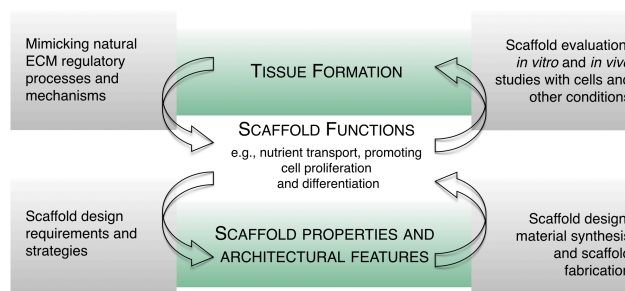 Mimicking natural
ECM regulatory
processes and
mechanisms
TISSUE FORMATION
Scaffold evaluation,
in vitro and in vivo
studies with cells and
other conditions
SCAFFOLD FUNCTIONS
e.g., nutrient transport, promoting
cell proliferation
and differentiation
Scaffold design
requirements and
strategies
SCAFFOLD PROPERTIES AND
ARCHITECTURAL FEATURES
Scaffold design,
material synthesis
and scaffold
fabrication